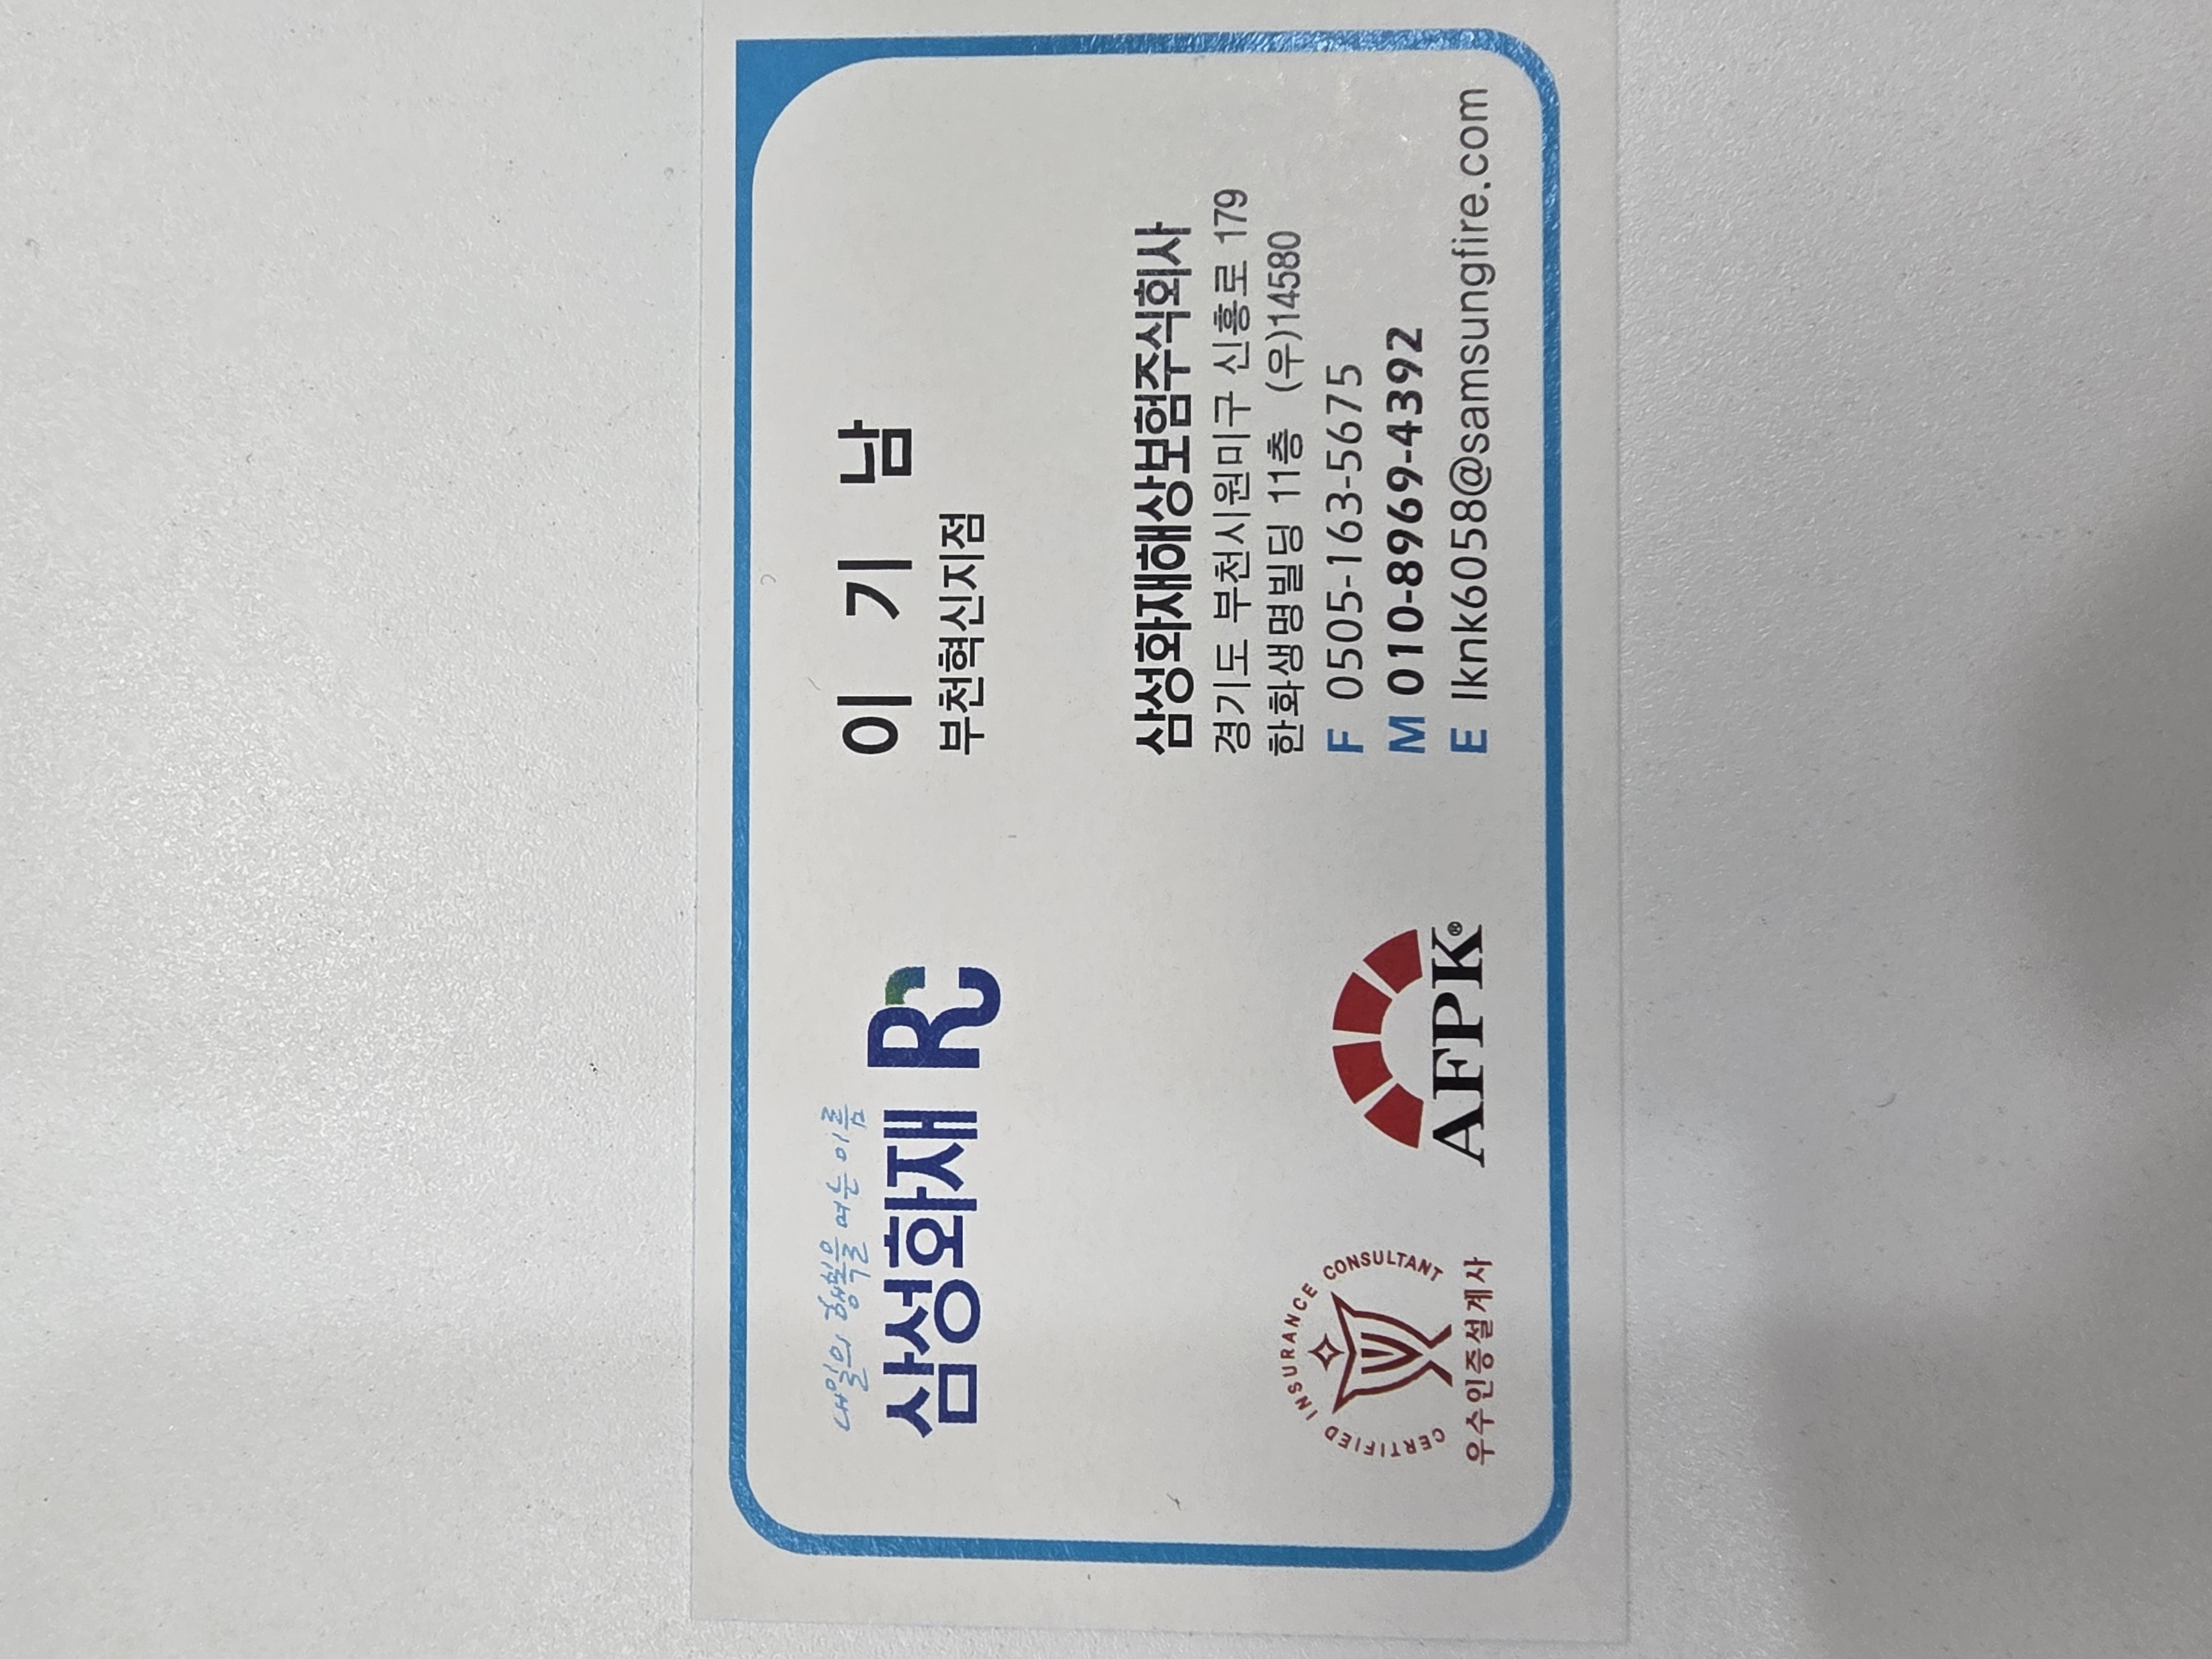 내일의 행복을 여는 이름
삼성화재 RC
이 기 남
부천혁신지점
삼성화재해상보험주식회사
경기도 부천시원미구 신흥로 179
한화생명빌딩 11층 (우)14580
F 0505-163-5675
M 010-8969-4392
E lknk6058@samsungfire.com
CERTIFIED INSURANCE CONSULTANT
우수인증설계사
AFPK®